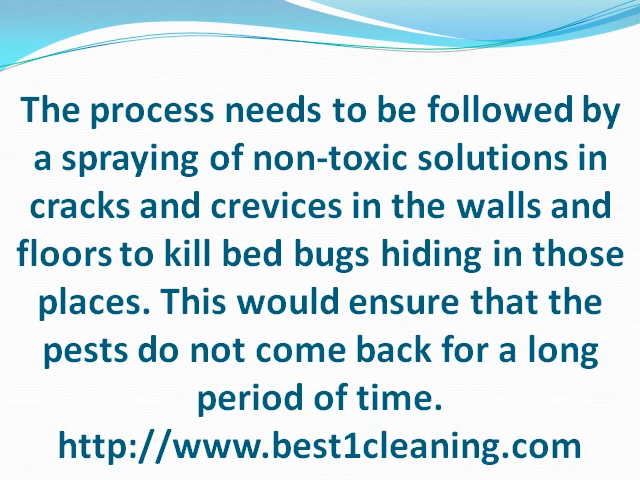 The process needs to be followed by
a spraying of non-toxic solutions in
cracks and crevices in the walls and
floors to kill bed bugs hiding in those
places. This would ensure that the
pests do not come back for a long
period of time.
http://www.best1cleaning.com